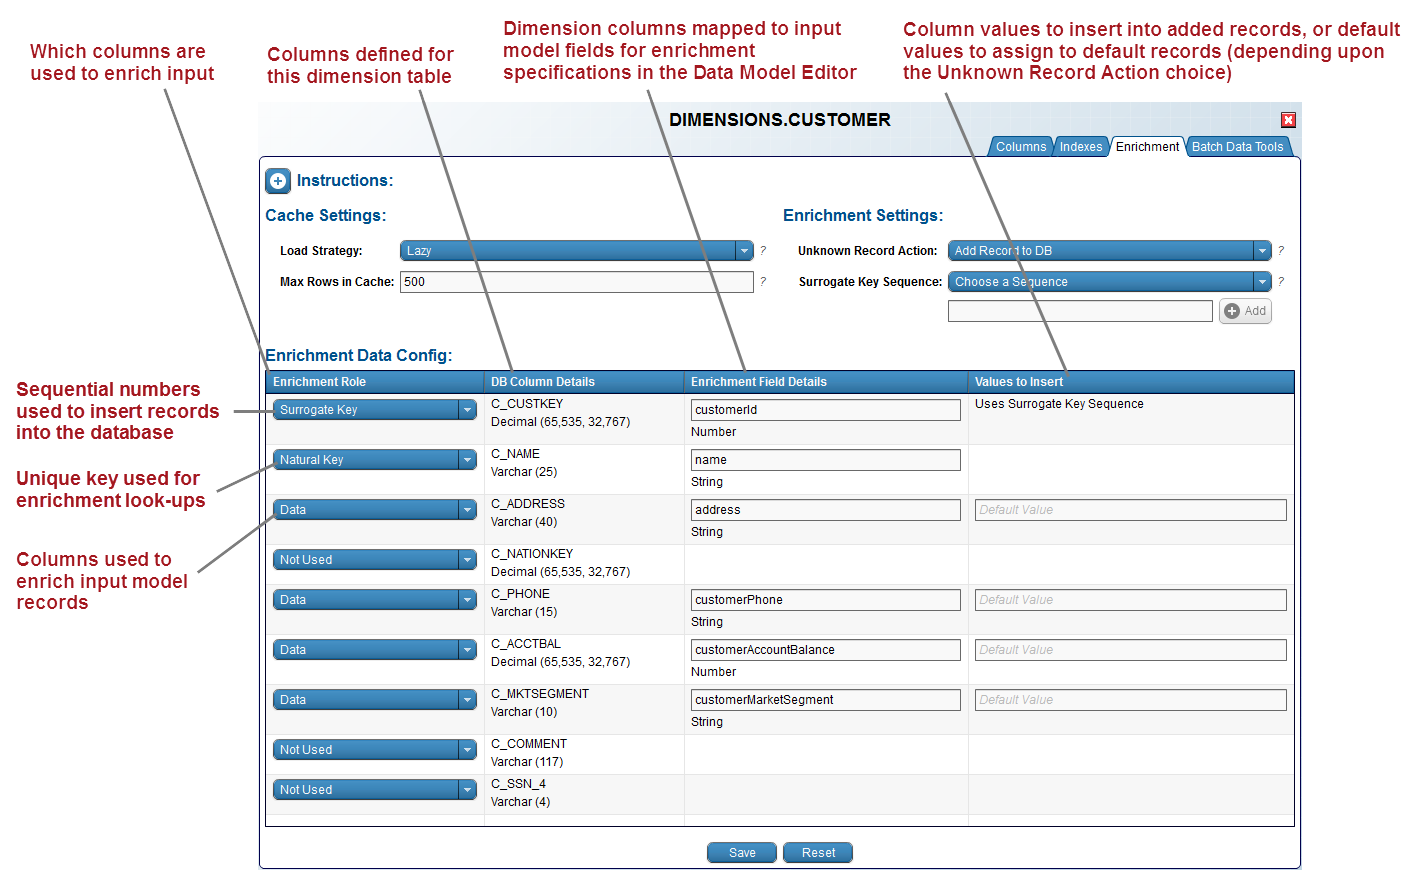 Which columns are
used to enrich input
Columns defined for
this dimension table
Dimension columns mapped to input
model fields for enrichment
specifications in the Data Model Editor
Column values to insert into added records, or default
values to assign to default records (depending upon
the Unknown Record Action choice)
DIMENSIONS.CUSTOMER
Columns Indexes Enrichment Batch Data Tools
Instructions:
Cache Settings:
Enrichment Settings:
Load Strategy: Lazy ?
Unknown Record Action: Add Record to DB ?
Max Rows in Cache: 500 ?
Surrogate Key Sequence: Choose a Sequence ?
Add
Enrichment Data Config:
Enrichment Role DB Column Details Enrichment Field Details Values to Insert
Sequential numbers
used to insert records
into the database
Surrogate Key C_CUSTKEY customerId Uses Surrogate Key Sequence
Decimal (65,535, 32,767)
Number
Unique key used for
enrichment look-ups
Natural Key C_NAME name
Varchar (25)
String
Columns used to
enrich input model
records
Data C_ADDRESS address Default Value
Varchar (40)
String
Not Used C_NATIONKEY
Decimal (65,535, 32,767)
Data C_PHONE customerPhone Default Value
Varchar (15)
String
Data C_ACCTBAL customerAccountBalance Default Value
Decimal (65,535, 32,767)
Number
Data C_MKTSEGMENT customerMarketSegment Default Value
Varchar (10)
String
Not Used C_COMMENT
Varchar (117)
Not Used C_SSN_4
Varchar (4)
Save Reset